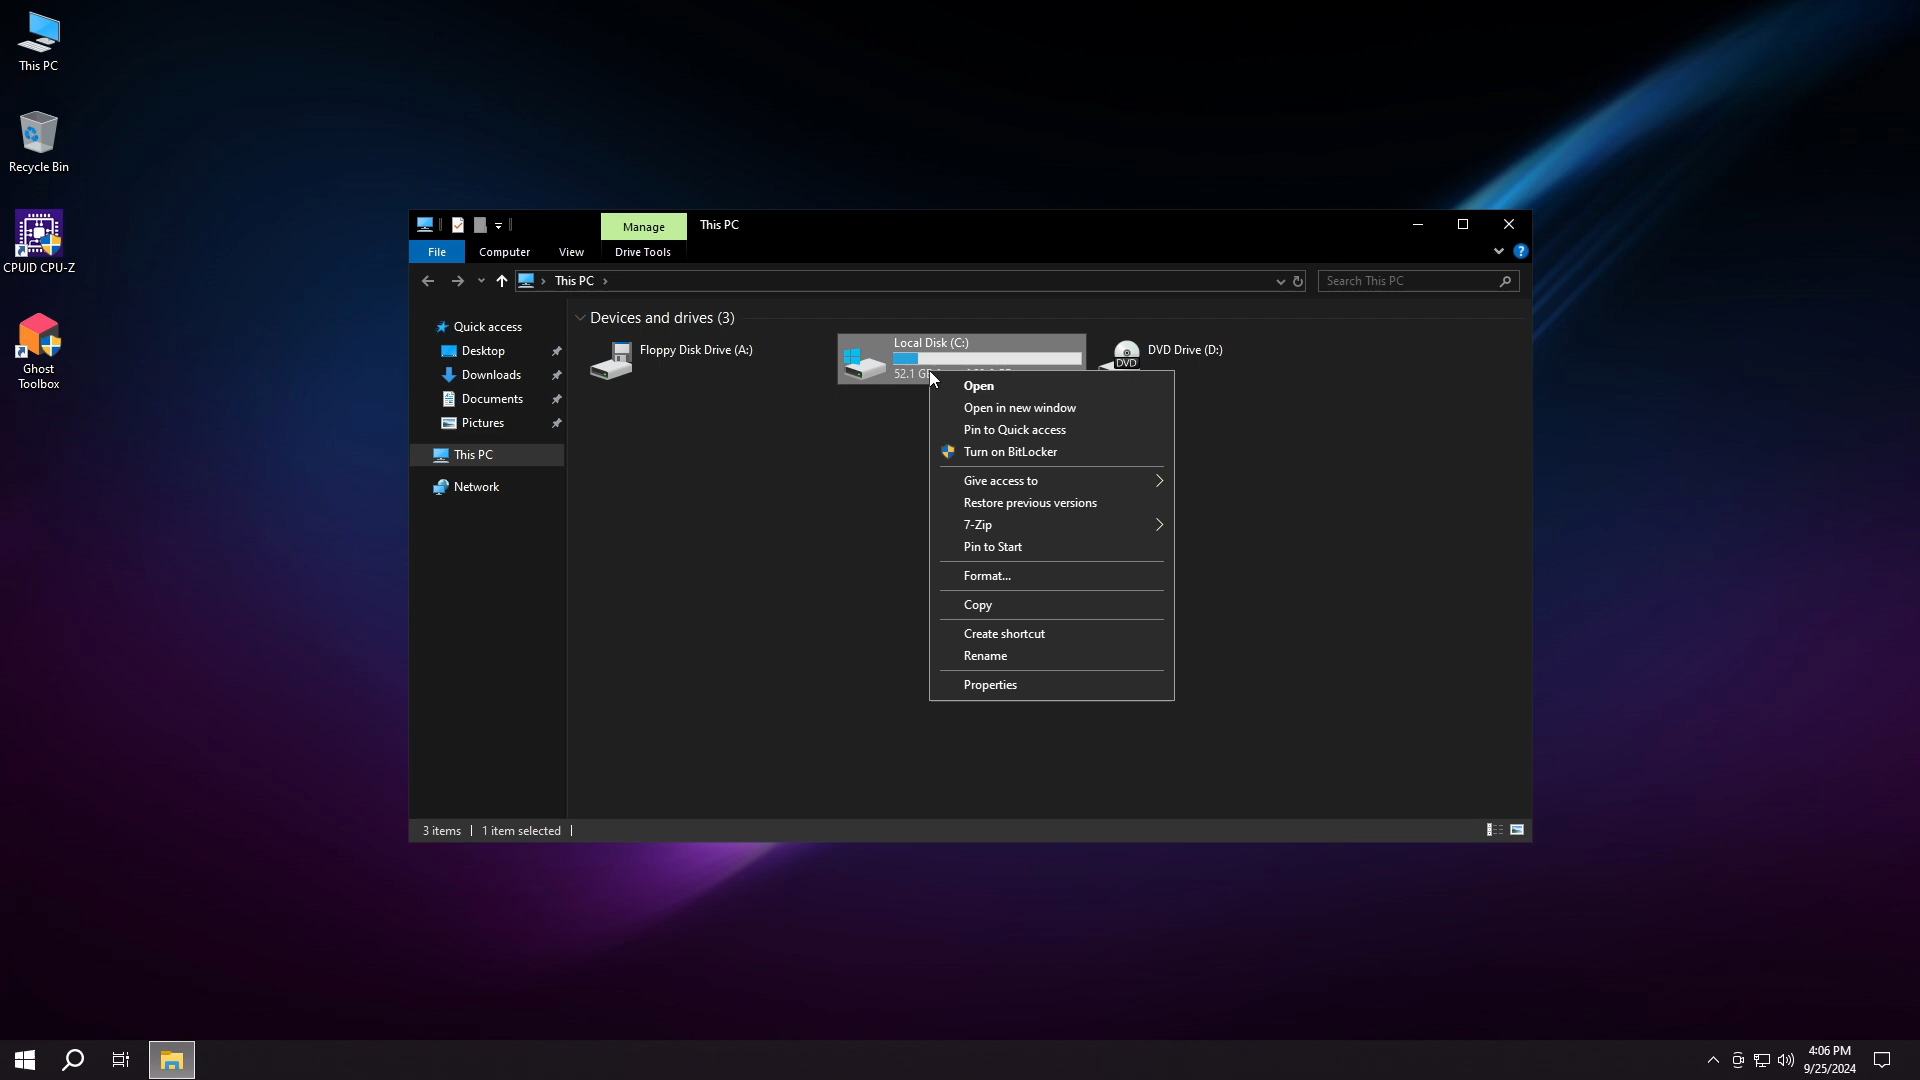 This PC
Recycle Bin
CPUID CPU-Z
Ghost
Toolbox
Manage
This PC
File
Computer
View
Drive Tools
This PC
Search This PC
Quick access
Desktop
Downloads
Documents
Pictures
This PC
Network
Devices and drives (3)
Floppy Disk Drive (A:)
Local Disk (C:)
52.1 G
DVD Drive (D:)
DVD
Open
Open in new window
Pin to Quick access
Turn on BitLocker
Give access to
Restore previous versions
7-Zip
Pin to Start
Format...
Copy
Create shortcut
Rename
Properties
3 items
1 item selected
4:06 PM
9/25/2024